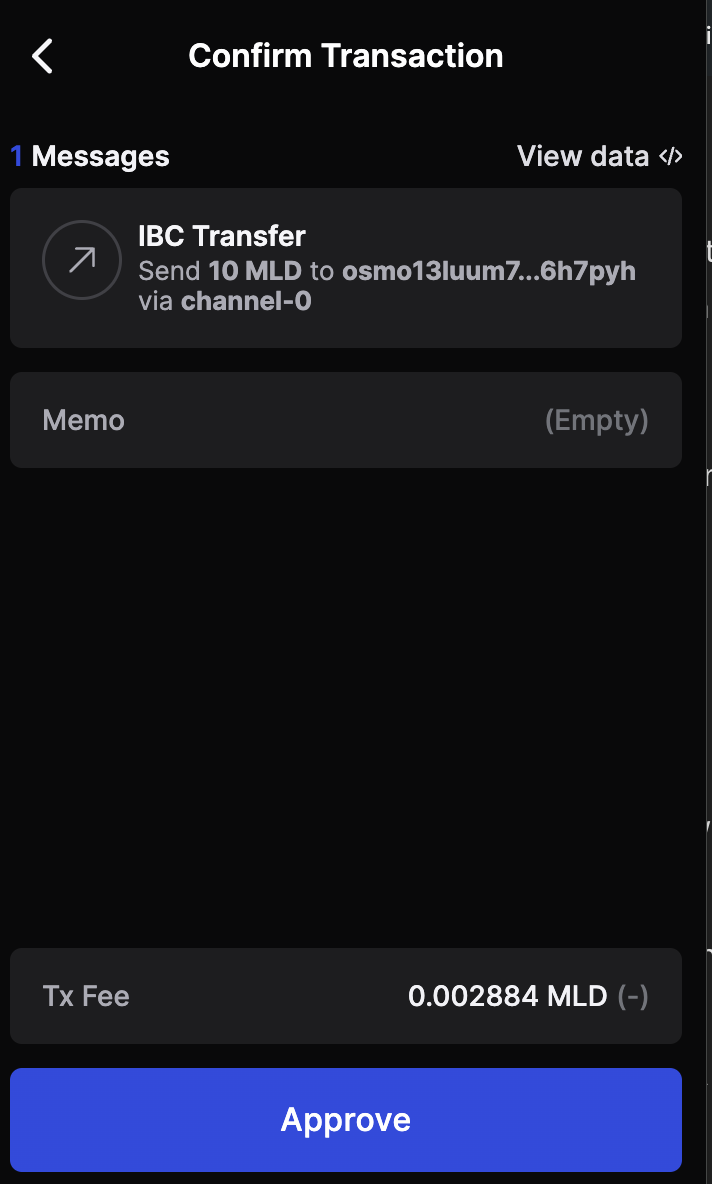 Confirm Transaction
1 Messages
View data </>
IBC Transfer
Send 10 MLD to osmo13luum7...6h7pyh
via channel-0
Memo
(Empty)
Tx Fee
0.002884 MLD (-)
Approve